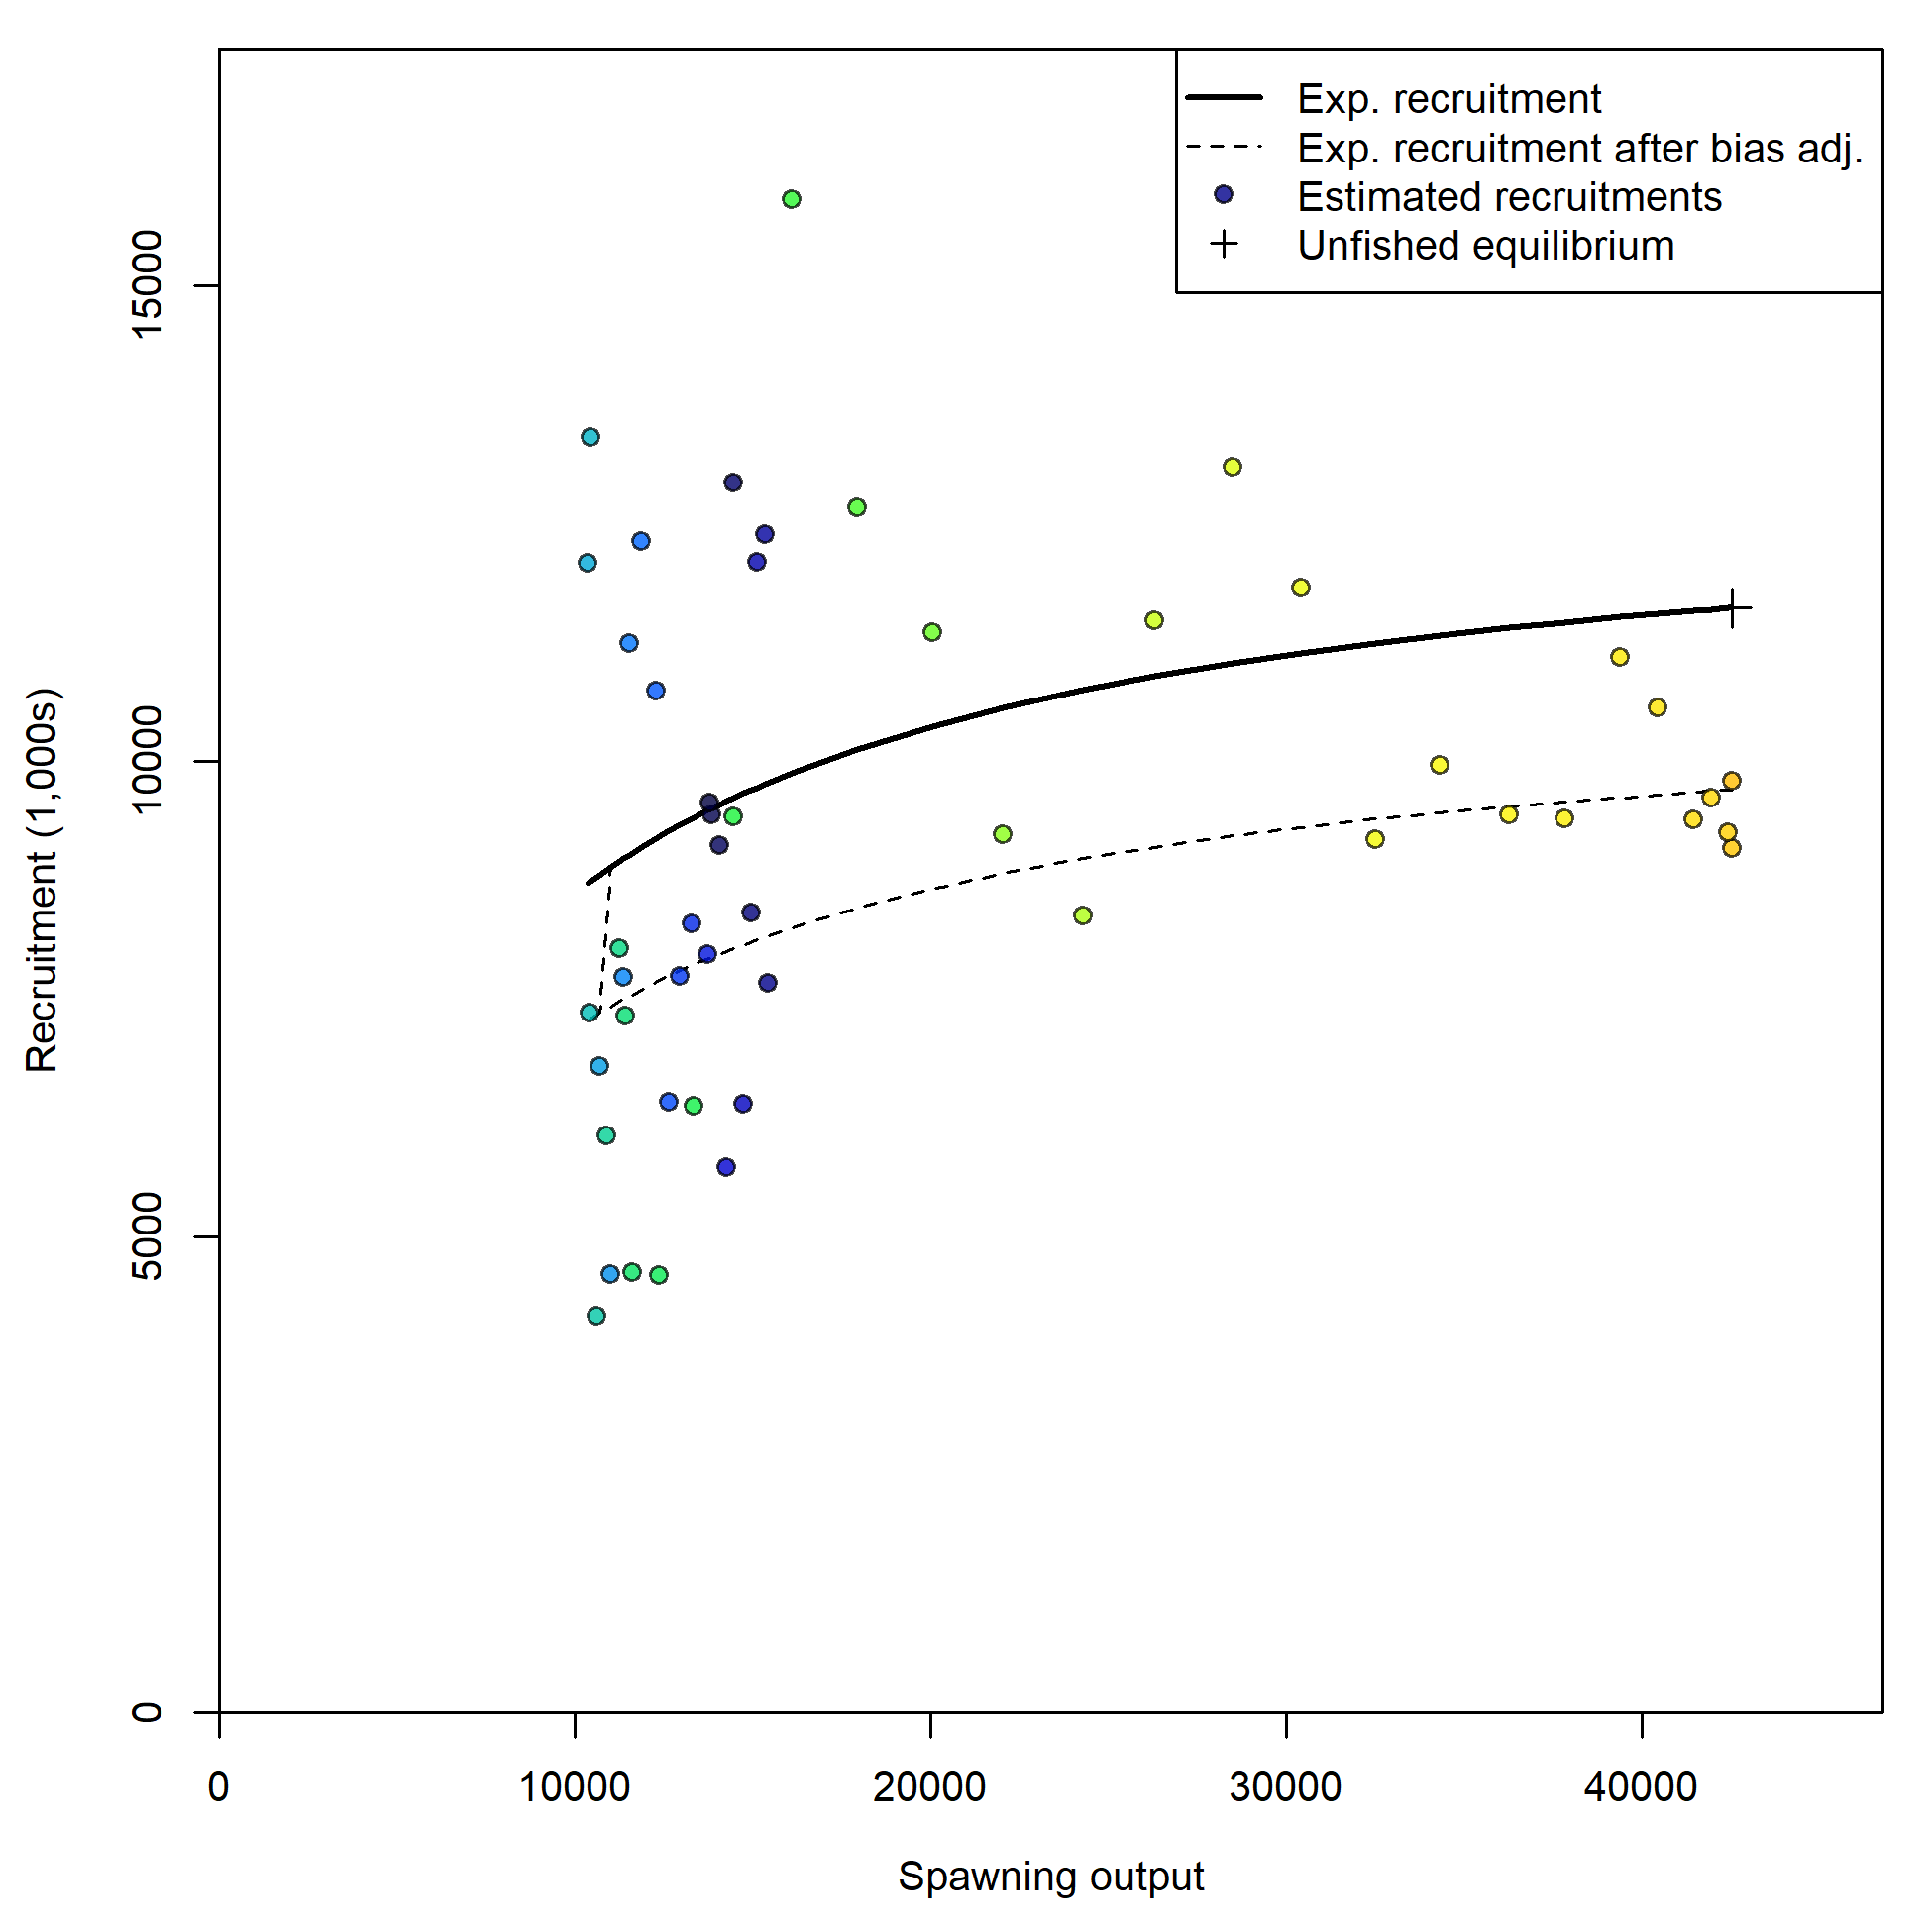 Exp. recruitment
Exp. recruitment after bias adj.
Estimated recruitments
Unfished equilibrium
Recruitment (1,000s)
15000
10000
5000
0
0 10000 20000 30000 40000
Spawning output